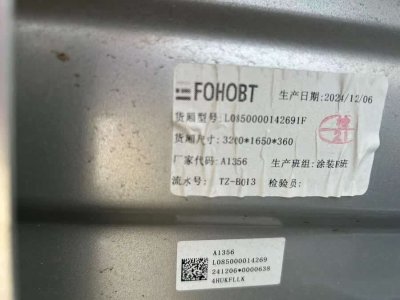 FOHOBT
生产日期:2024/12/06
货厢型号:L0850000142691F
货厢尺寸:3200*1650*360
厂家代码:A1356 生产班组:涂装F班
流水号: TZ-B013 检验员:
A1356
L085000014269
241206*0000638
4HUKFLLK